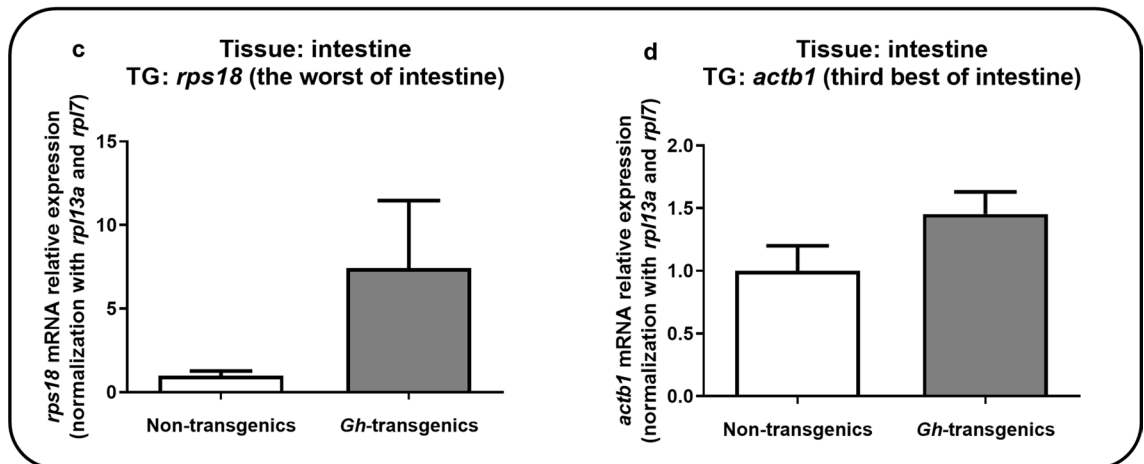 c
Tissue: intestine
TG: rps18 (the worst of intestine)
rps18 mRNA relative expression
(normalization with rpl13a and rpl7)
15
10
5
0
Non-transgenics
Gh-transgenics
d
Tissue: intestine
TG: actb1 (third best of intestine)
actb1 mRNA relative expression
(normalization with rpl13a and rpl7)
2.0
1.5
1.0
0.5
0.0
Non-transgenics
Gh-transgenics